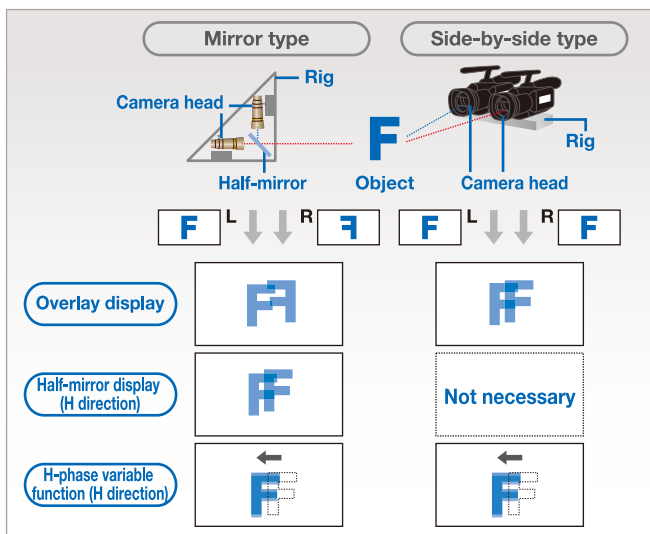 Mirror type
Side-by-side type
Rig
Camera head
Half-mirror
F
Object
Rig
Camera head
F
L
R
F
F
L
R
F
Overlay display
F F
F F
Half-mirror display
(H direction)
F F
Not necessary
H-phase variable
function (H direction)
F F
F F